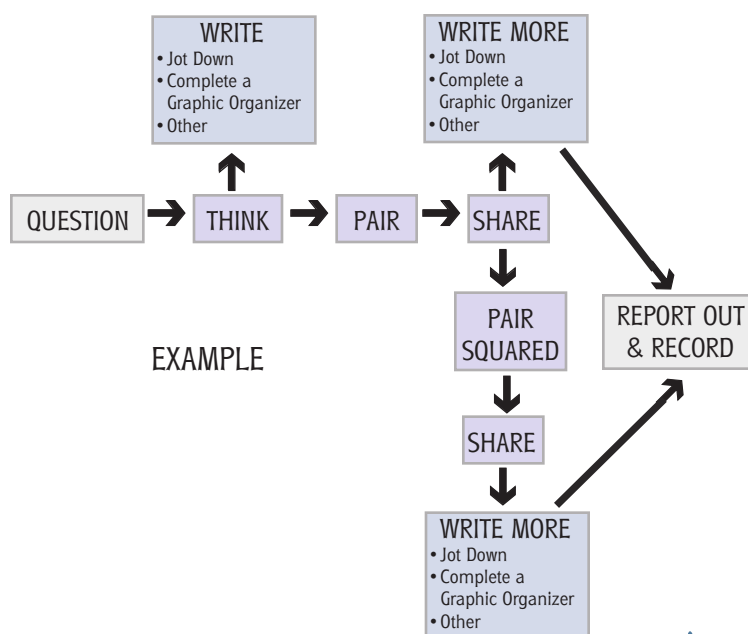 WRITE
• Jot Down
• Complete a
Graphic Organizer
• Other
WRITE MORE
• Jot Down
• Complete a
Graphic Organizer
• Other
QUESTION
THINK
PAIR
SHARE
PAIR
SQUARED
REPORT OUT
& RECORD
EXAMPLE
SHARE
WRITE MORE
• Jot Down
• Complete a
Graphic Organizer
• Other